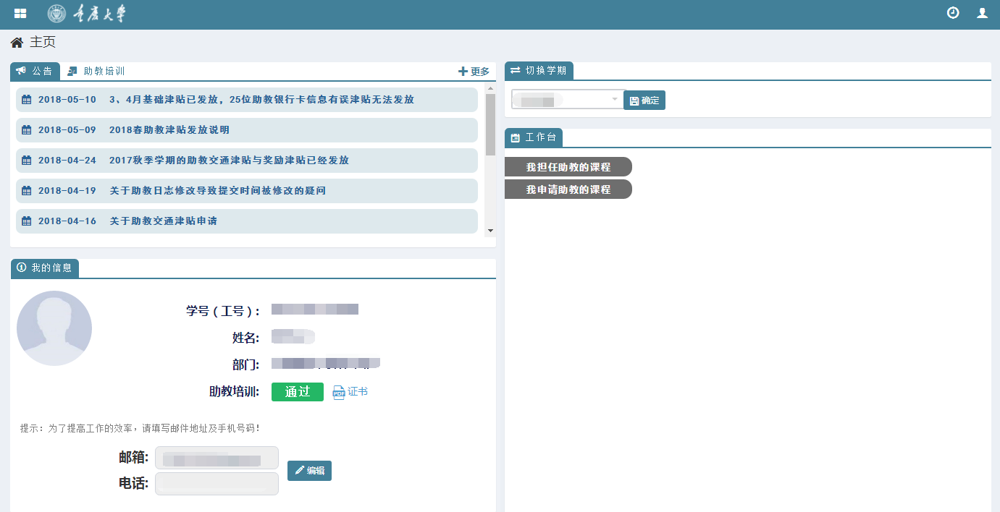 重庆大学
主页
公告 助教培训 更多
2018-05-10 3、4月基础津贴已发放，25位助教银行卡信息有误津贴无法发放
2018-05-09 2018春助教津贴发放说明
2018-04-24 2017秋季学期的助教交通津贴与奖励津贴已经发放
2018-04-19 关于助教日志修改导致提交时间被修改的疑问
2018-04-16 关于助教交通津贴申请
我的信息
学号(工号):
姓名:
部门:
助教培训: 通过 PDF 证书
提示: 为了提高工作的效率，请填写邮件地址及手机号码!
邮箱:
编辑
电话:
切换学期
确定
工作台
我担任助教的课程
我申请助教的课程